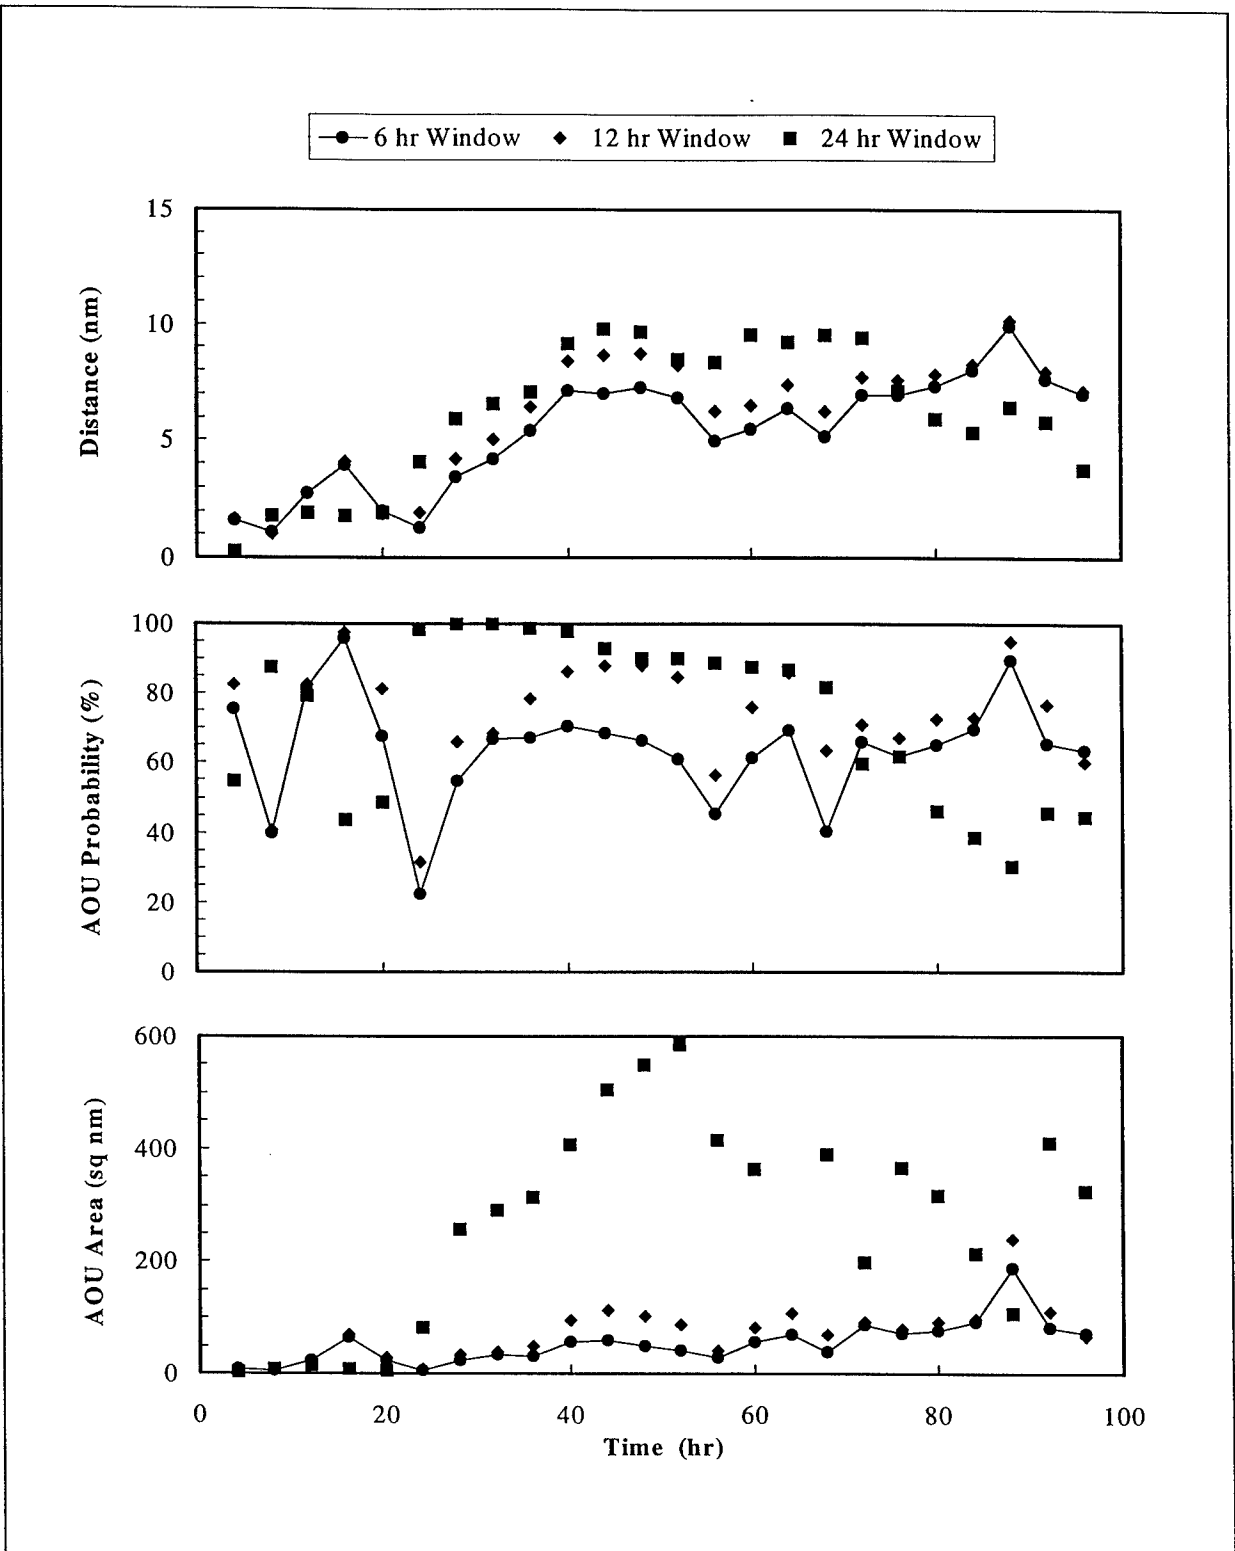 6 hr Window 12 hr Window 24 hr Window
15
10
5
0
Distance (nm)
100
80
60
40
20
0
AOU Probability (%)
600
400
200
0
AOU Area (sq nm)
0 20 40 60 80 100
Time (hr)